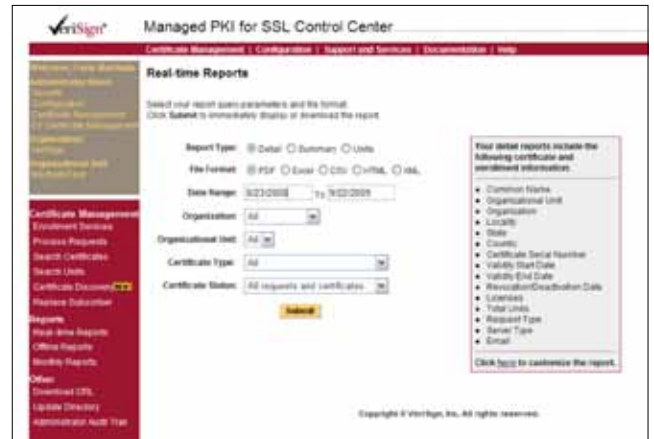 VeriSign®
Managed PKI for SSL Control Center
Certificate Management | Configuration | Support and Services | Documentation | Help
Real-time Reports
Select your report query parameters and file format.
Click Submit to immediately display or download the report.
Report Type: Detail Summary Units
File Format: PDF Excel CSV HTML XML
Date Range: To
Organization: All
Organizational Unit: All
Certificate Type: All
Certificate Status: All requests and certificates
Submit
Your detail reports include the following certificate and enrollment information.
• Common Name
• Organizational Unit
• Organization
• Locality
• State
• Country
• Certificate Serial Number
• Validity Start Date
• Validity End Date
• Revocation/Deactivation Date
• Licenses
• Total Units
• Request Type
• Server Type
• Email
Click here to customize the report.
Certificate Management
Enrollment Services
Process Requests
Search Certificates
Search Units
Certificate Discovery NEW
Replace Subscriber
Reports
Real-time Reports
Offline Reports
Monthly Reports
Other
Download CRL
Update Directory
Administrator Audit Trail
Copyright © VeriSign, Inc. All rights reserved.